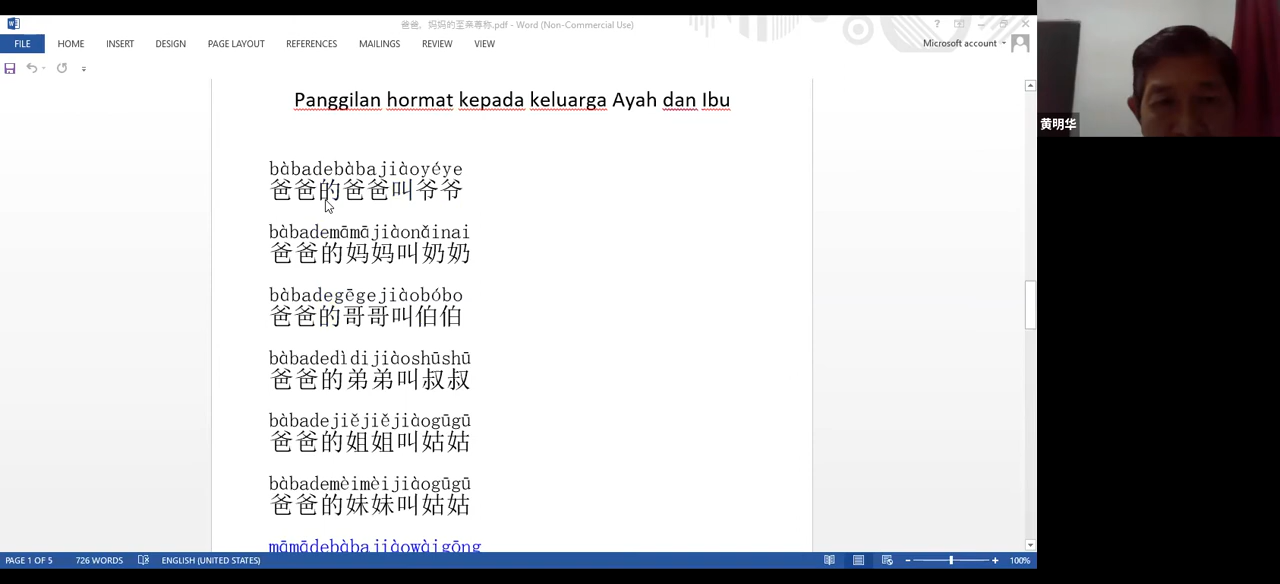 爸爸，妈妈的至亲尊称.pdf - Word (Non-Commercial Use)
FILE HOME INSERT DESIGN PAGE LAYOUT REFERENCES MAILINGS REVIEW VIEW
Microsoft account
Panggilan hormat kepada keluarga Ayah dan Ibu
bàbadebàbajiàoyéye
爸爸的爸爸叫爷爷
bàbademāmājiàonǎinai
爸爸的妈妈叫奶奶
bàbadegēgejiàobóbo
爸爸的哥哥叫伯伯
bàbadedìdijiàoshūshū
爸爸的弟弟叫叔叔
bàbadejiějiějiàogūgū
爸爸的姐姐叫姑姑
bàbademèimèijiàogūgū
爸爸的妹妹叫姑姑
māmādebàbajiàowàigōng
黄明华
PAGE 1 OF 5 726 WORDS ENGLISH (UNITED STATES) 100%